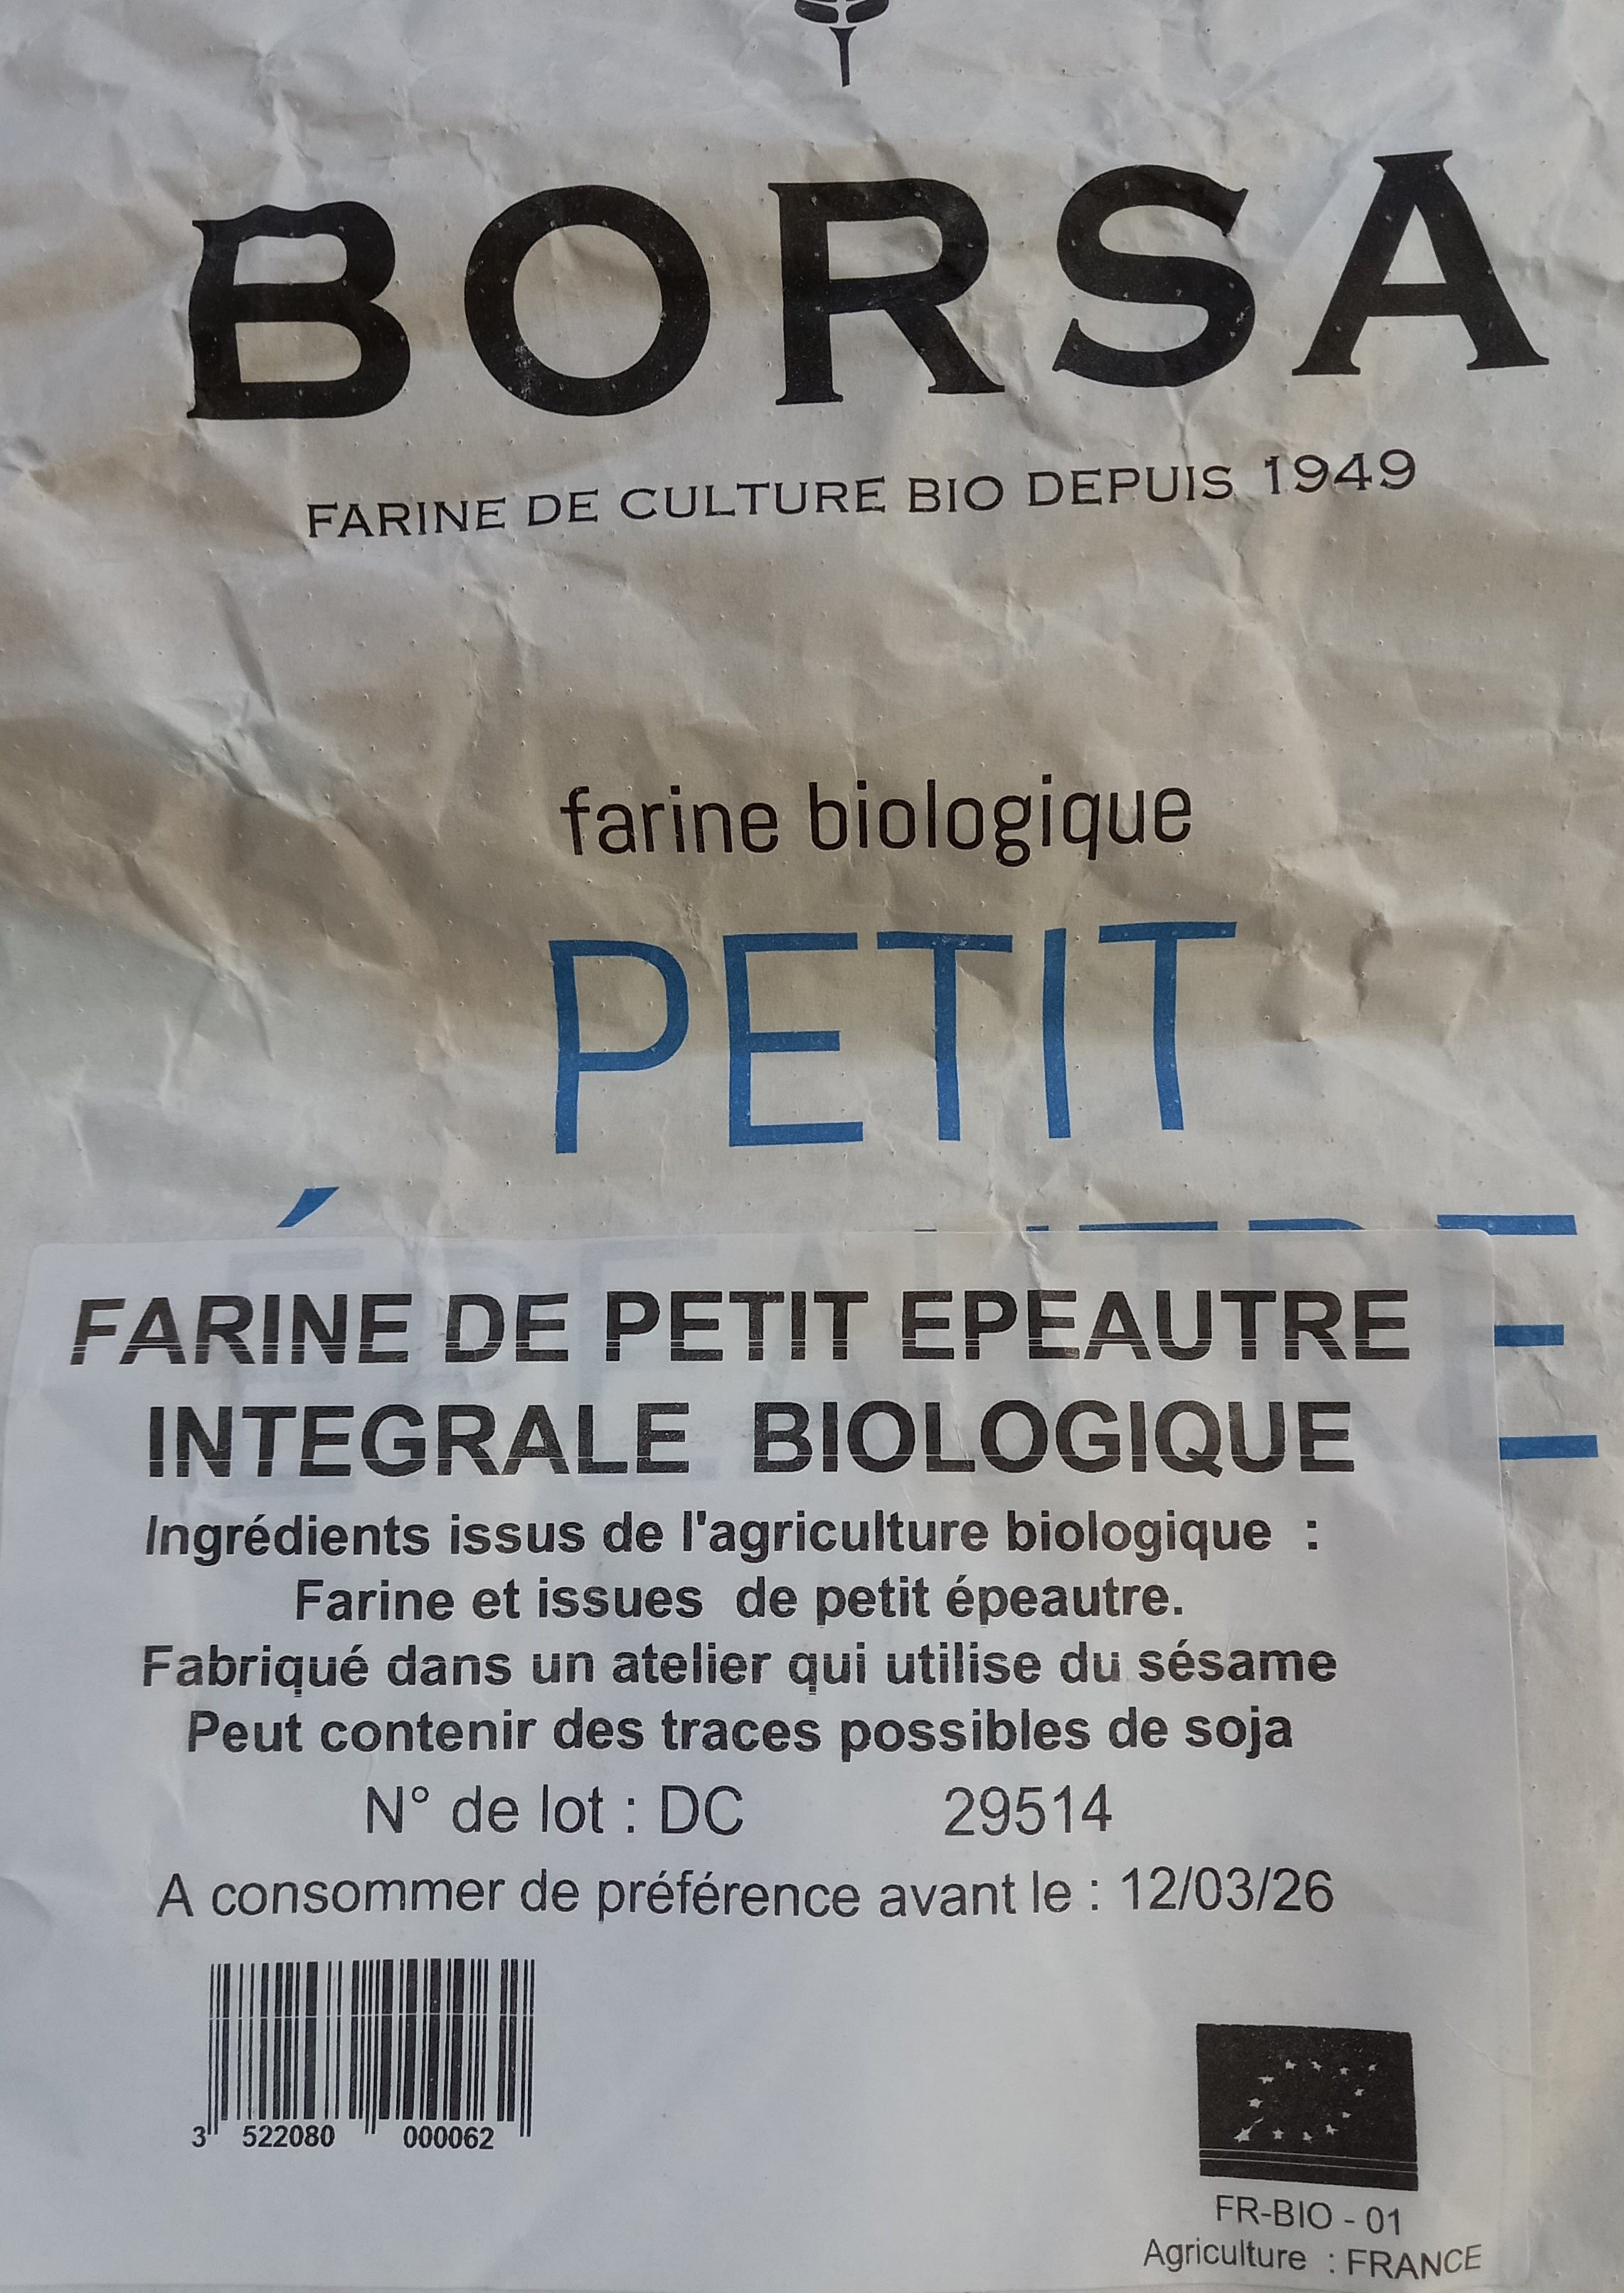 BORSA
FARINE DE CULTURE BIO DEPUIS 1949
farine biologique
PETIT
ÉPEAUTRE
FARINE DE PETIT EPEAUTRE
INTEGRALE BIOLOGIQUE
Ingrédients issus de l'agriculture biologique :
Farine et issues de petit épeautre.
Fabriqué dans un atelier qui utilise du sésame
Peut contenir des traces possibles de soja
N° de lot : DC 29514
A consommer de préférence avant le : 12/03/26
3 522080 000062
FR-BIO - 01
Agriculture : FRANCE